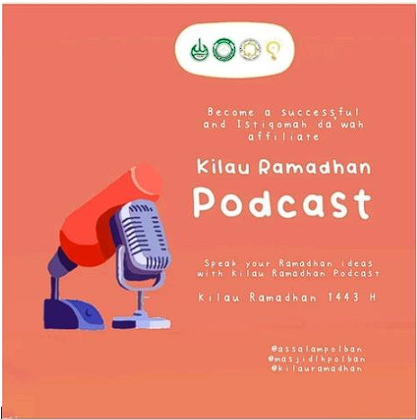 Become a successful
and Istiqomah da'wah
affiliate
Kilau Ramadhan
Podcast
Speak your Ramadhan ideas
with Kilau Ramadhan Podcast
Kilau Ramadhan 1443 H
@assalampolban
@masjidlhpolban
@kilauramadhan